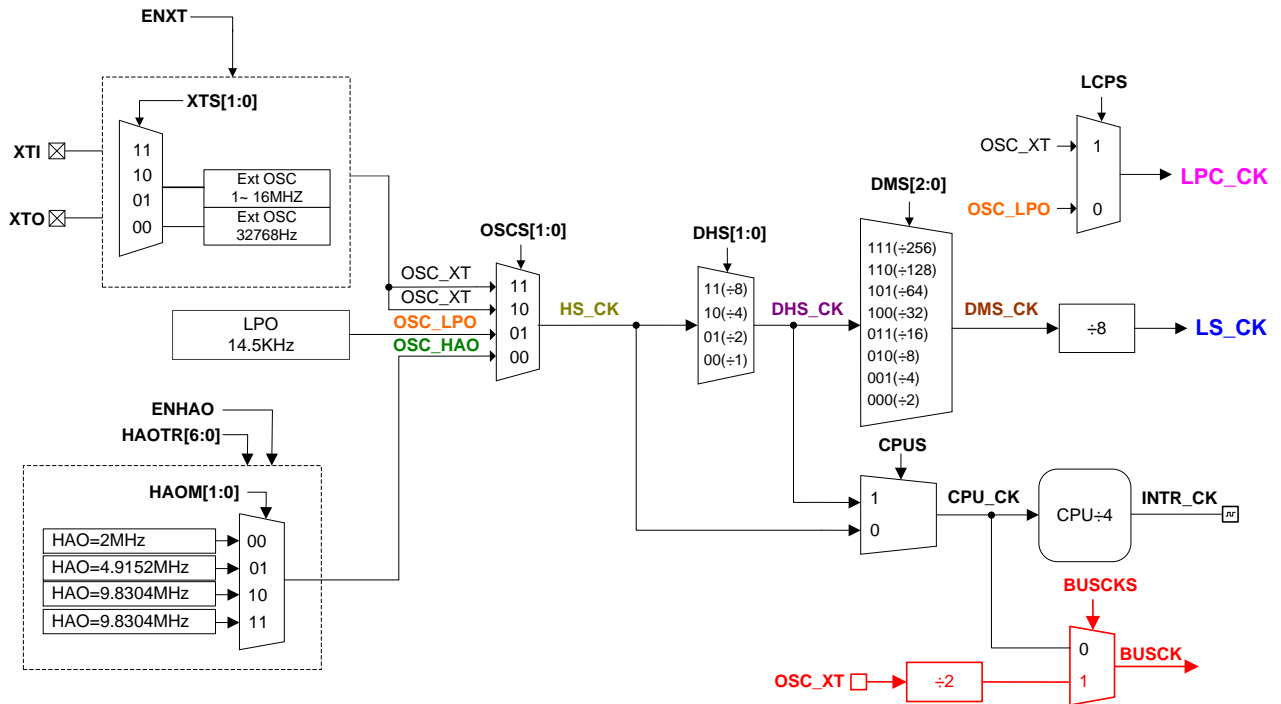 ENXT
XTS[1:0]
XTI
XTO
11
10
01
00
Ext OSC
1~ 16MHZ
Ext OSC
32768Hz
LCPS
OSC_XT
OSC_LPO
1
0
LPC_CK
OSCS[1:0]
OSC_XT
OSC_XT
OSC_LPO
OSC_HAO
11
10
01
00
LPO
14.5KHz
HS_CK
DHS[1:0]
11(÷8)
10(÷4)
01(÷2)
00(÷1)
DHS_CK
DMS[2:0]
111(÷256)
110(÷128)
101(÷64)
100(÷32)
011(÷16)
010(÷8)
001(÷4)
000(÷2)
DMS_CK
÷8
LS_CK
ENHAO
HAOTR[6:0]
HAOM[1:0]
HAO=2MHz
HAO=4.9152MHz
HAO=9.8304MHz
HAO=9.8304MHz
00
01
10
11
CPUS
1
0
CPU_CK
CPU÷4
INTR_CK
BUSCKS
0
1
BUSCK
OSC_XT
÷2